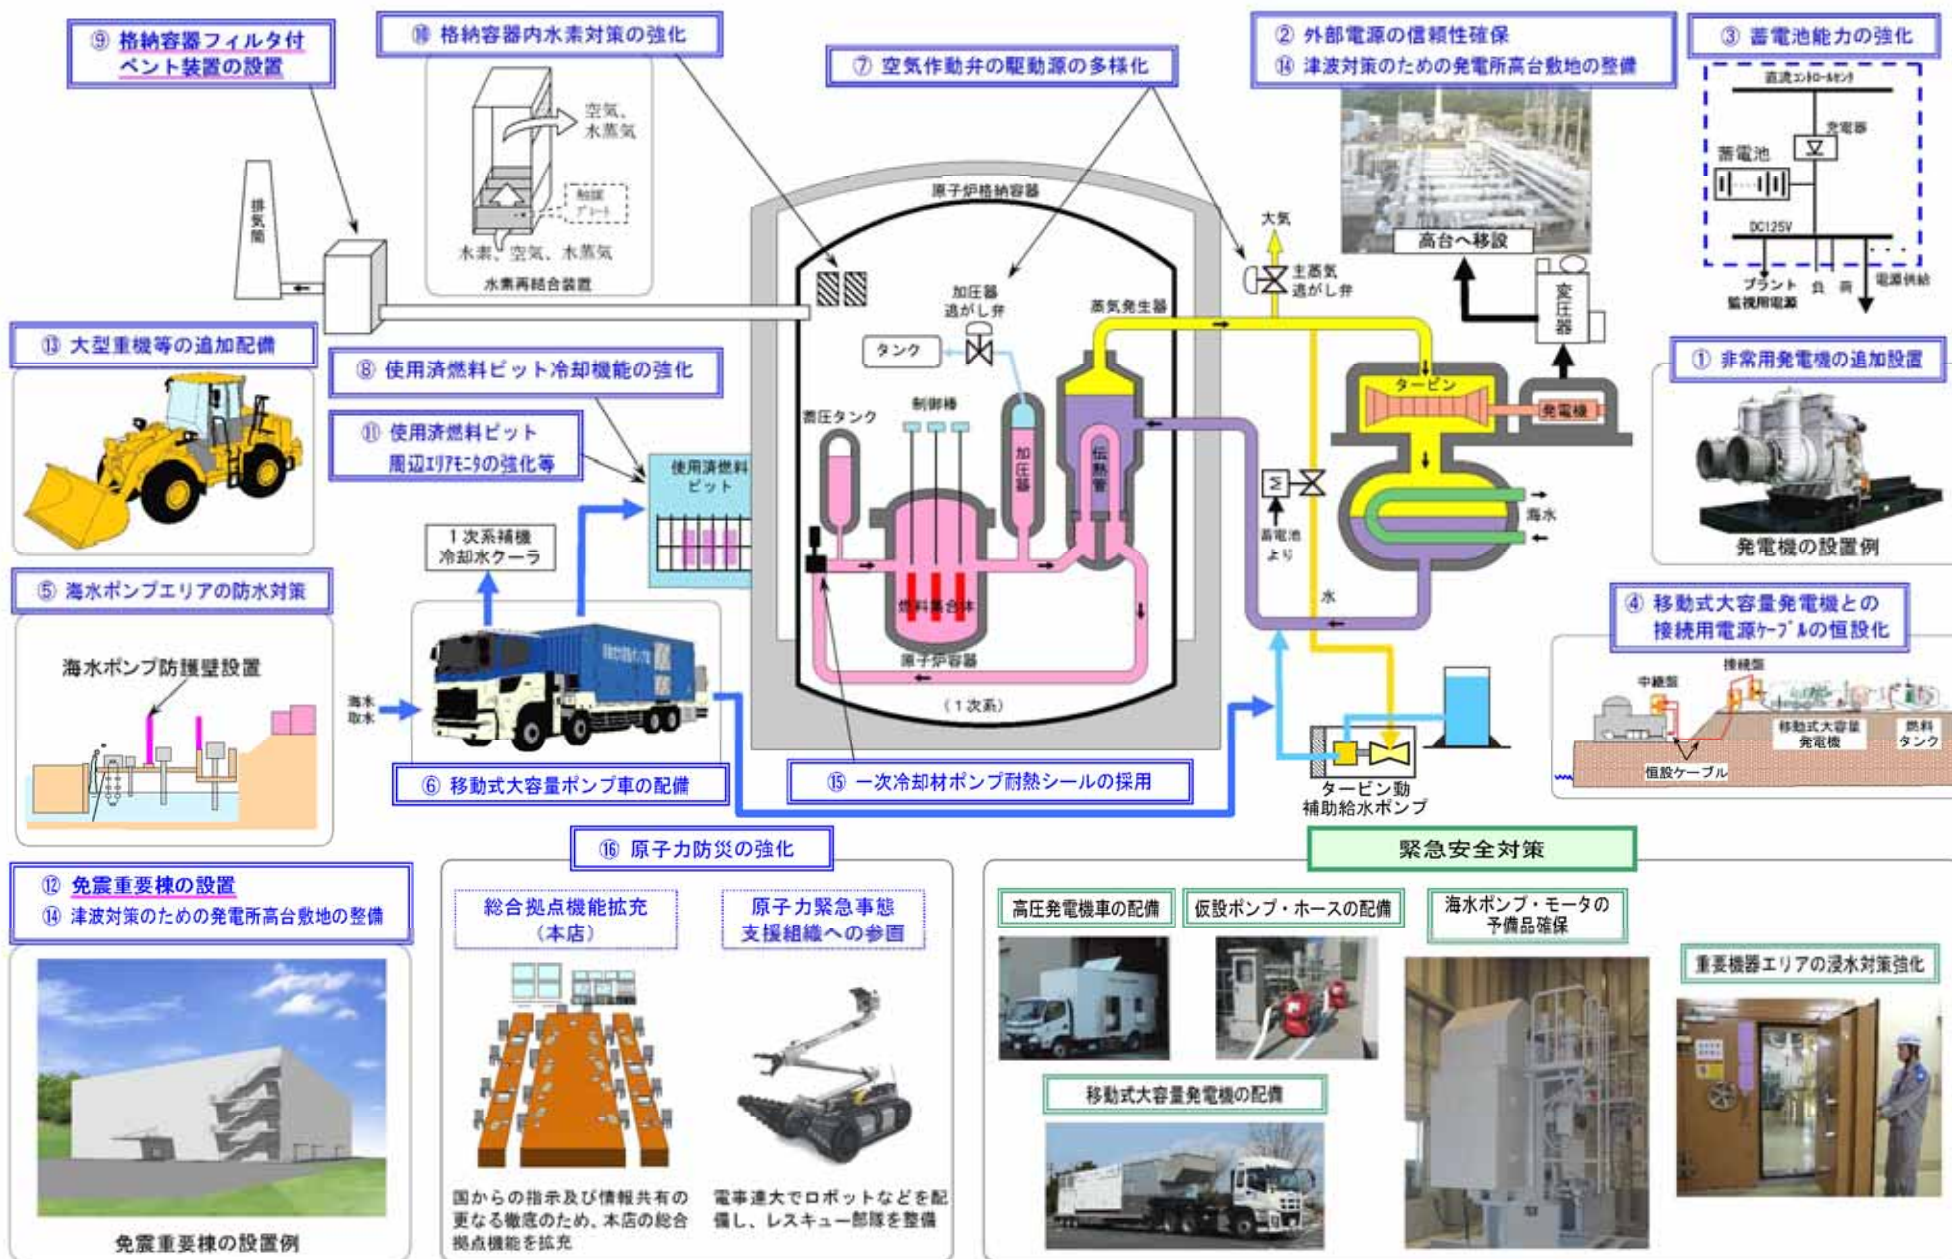 ⑨ 格納容器フィルタ付
ベント装置の設置
⑩ 格納容器内水素対策の強化
空気、
水蒸気
触媒
プレート
水素、空気、水蒸気
水素再結合装置
⑦ 空気作動弁の駆動源の多様化
② 外部電源の信頼性確保
⑭ 津波対策のための発電所高台敷地の整備
高台へ移設
③ 蓄電池能力の強化
直流コントロールセンタ
充電器
蓄電池
DC125V
プラント
監視用電源
負
荷
電源供給
排気筒
原子炉格納容器
大気
主蒸気
逃がし弁
加圧器
逃がし弁
タンク
蒸気発生器
変圧器
⑬ 大型重機等の追加配備
⑧ 使用済燃料ピット冷却機能の強化
⑪ 使用済燃料ピット
周辺エリアモニタの強化等
使用済燃料
ピット
蓄圧タンク
制御棒
加圧器
伝熱管
タービン
発電機
① 非常用発電機の追加設置
発電機の設置例
M
蓄電池
より
海水
1次系補機
冷却水クーラ
燃料集合体
原子炉容器
(1次系)
水
⑤ 海水ポンプエリアの防水対策
海水ポンプ防護壁設置
海水
取水
⑥ 移動式大容量ポンプ車の配備
⑮ 一次冷却材ポンプ耐熱シールの採用
タービン動
補助給水ポンプ
④ 移動式大容量発電機との
接続用電源ケーブルの恒設化
接続盤
中継盤
移動式大容量
発電機
燃料
タンク
恒設ケーブル
⑫ 免震重要棟の設置
⑭ 津波対策のための発電所高台敷地の整備
免震重要棟の設置例
⑯ 原子力防災の強化
総合拠点機能拡充
(本店)
国からの指示及び情報共有の
更なる徹底のため、本店の総合
拠点機能を拡充
原子力緊急事態
支援組織への参画
電事連大でロボットなどを配
備し、レスキュー部隊を整備
緊急安全対策
高圧発電機車の配備
仮設ポンプ・ホースの配備
海水ポンプ・モータの
予備品確保
重要機器エリアの浸水対策強化
移動式大容量発電機の配備